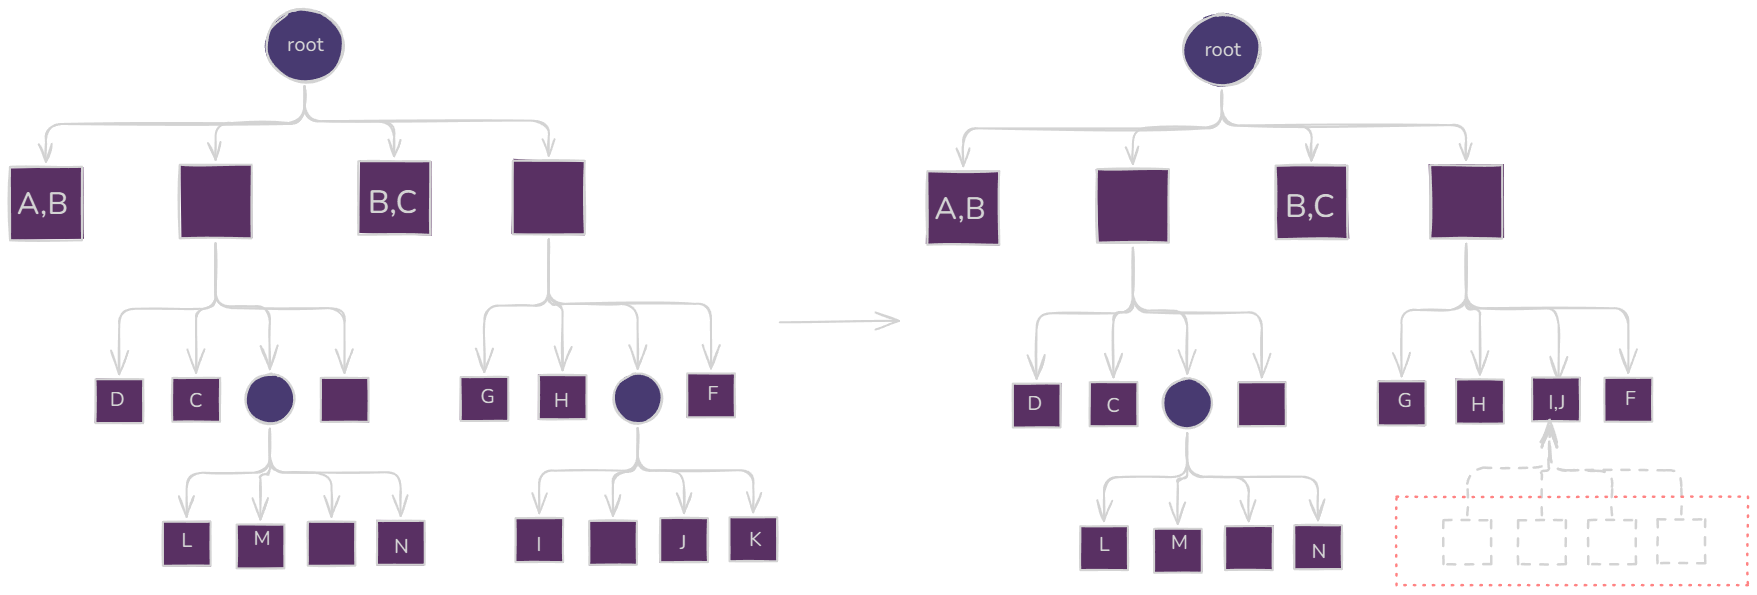 root
A,B
B,C
D
C
G
H
F
L
M
N
I
J
K
root
A,B
B,C
D
C
G
H
I,J
F
L
M
N